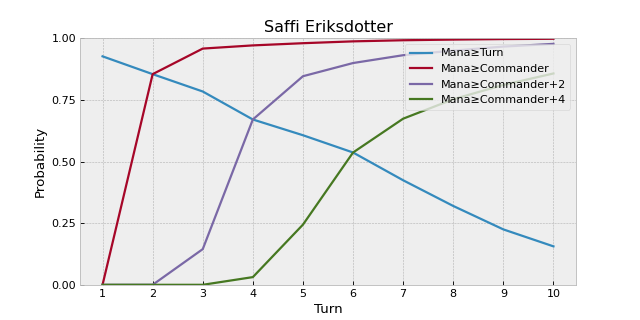 Saffi Eriksdotter
Mana≥Turn
Mana≥Commander
Mana≥Commander+2
Mana≥Commander+4
1.00
0.75
0.50
0.25
0.00
Probability
1 2 3 4 5 6 7 8 9 10
Turn